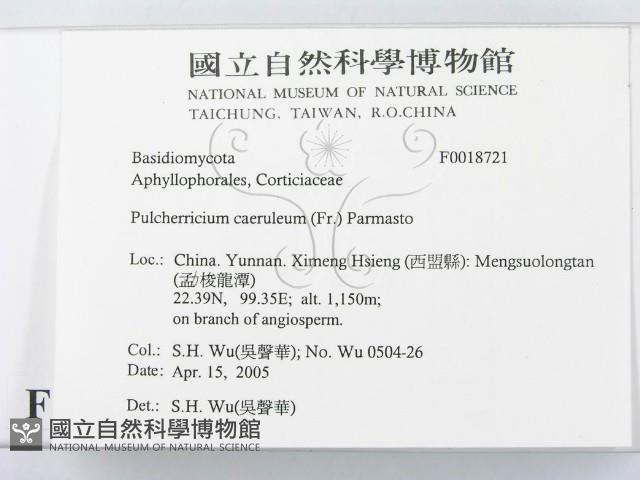 國立自然科學博物館
NATIONAL MUSEUM OF NATURAL SCIENCE
TAICHUNG, TAIWAN, R.O.CHINA
Basidiomycota F0018721
Aphyllophorales, Corticiaceae
Pulcherricium caeruleum (Fr.) Parmasto
Loc.: China. Yunnan. Ximeng Hsieng (西盟縣): Mengsuolongtan
(孟梭龍潭)
22.39N, 99.35E; alt. 1,150m;
on branch of angiosperm.
Col.: S.H. Wu(吳聲華); No. Wu 0504-26
Date: Apr. 15, 2005
Det.: S.H. Wu(吳聲華)
F
國立自然科學博物館
NATIONAL MUSEUM OF NATURAL SCIENCE